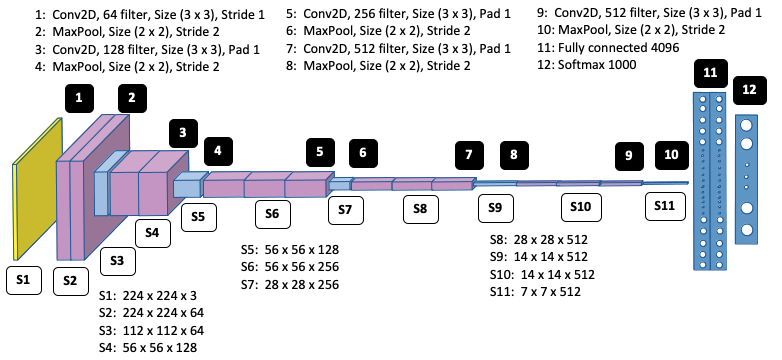 1: Conv2D, 64 filter, Size (3 x 3), Stride 1
2: MaxPool, Size (2 x 2), Stride 2
3: Conv2D, 128 filter, Size (3 x 3), Pad 1
4: MaxPool, Size (2 x 2), Stride 2
5: Conv2D, 256 filter, Size (3 x 3), Pad 1
6: MaxPool, Size (2 x 2), Stride 2
7: Conv2D, 512 filter, Size (3 x 3), Pad 1
8: MaxPool, Size (2 x 2), Stride 2
9: Conv2D, 512 filter, Size (3 x 3), Pad 1
10: MaxPool, Size (2 x 2), Stride 2
11: Fully connected 4096
12: Softmax 1000
1
2
3
4
5
6
7
8
9
10
11
12
S1
S2
S3
S4
S5
S6
S7
S8
S9
S10
S11
S1: 224 x 224 x 3
S2: 224 x 224 x 64
S3: 112 x 112 x 64
S4: 56 x 56 x 128
S5: 56 x 56 x 128
S6: 56 x 56 x 256
S7: 28 x 28 x 256
S8: 28 x 28 x 512
S9: 14 x 14 x 512
S10: 14 x 14 x 512
S11: 7 x 7 x 512